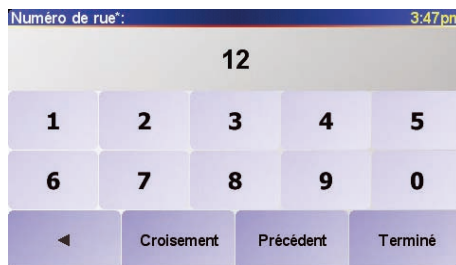 Numéro de rue*: 3:47pm
12
1 2 3 4 5
6 7 8 9 0
◄ Croisement Précédent Terminé